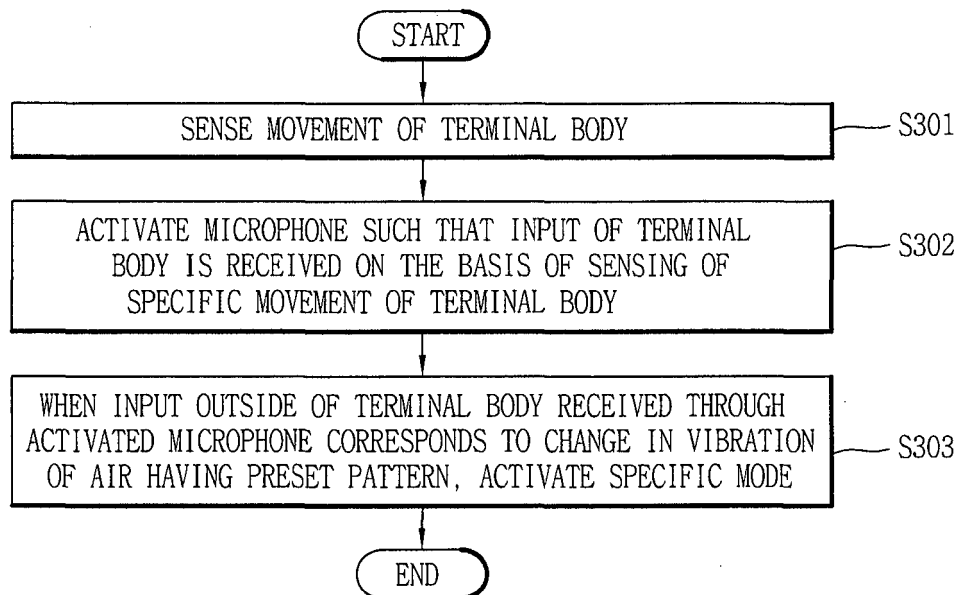 START
SENSE MOVEMENT OF TERMINAL BODY
S301
ACTIVATE MICROPHONE SUCH THAT INPUT OF TERMINAL
BODY IS RECEIVED ON THE BASIS OF SENSING OF
SPECIFIC MOVEMENT OF TERMINAL BODY
S302
WHEN INPUT OUTSIDE OF TERMINAL BODY RECEIVED THROUGH
ACTIVATED MICROPHONE CORRESPONDS TO CHANGE IN VIBRATION
OF AIR HAVING PRESET PATTERN, ACTIVATE SPECIFIC MODE
S303
END